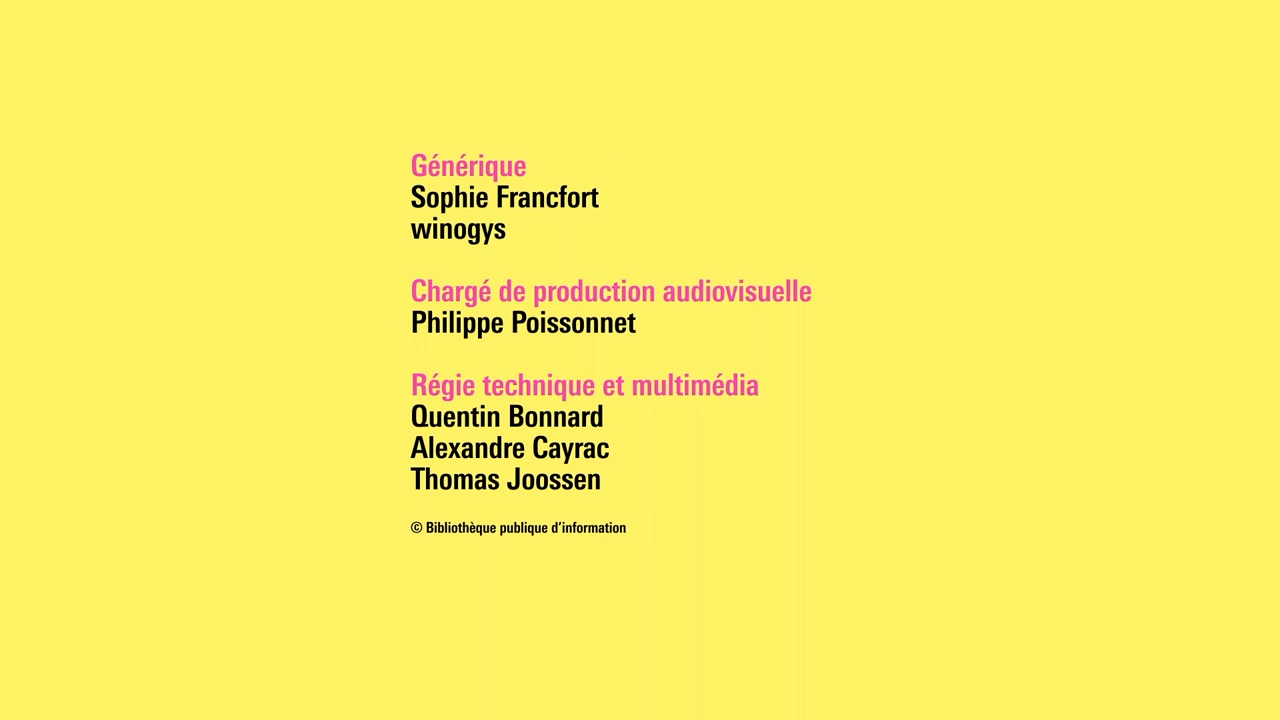 Générique
Sophie Francfort
winogys
Chargé de production audiovisuelle
Philippe Poissonnet
Régie technique et multimédia
Quentin Bonnard
Alexandre Cayrac
Thomas Joossen
© Bibliothèque publique d’information